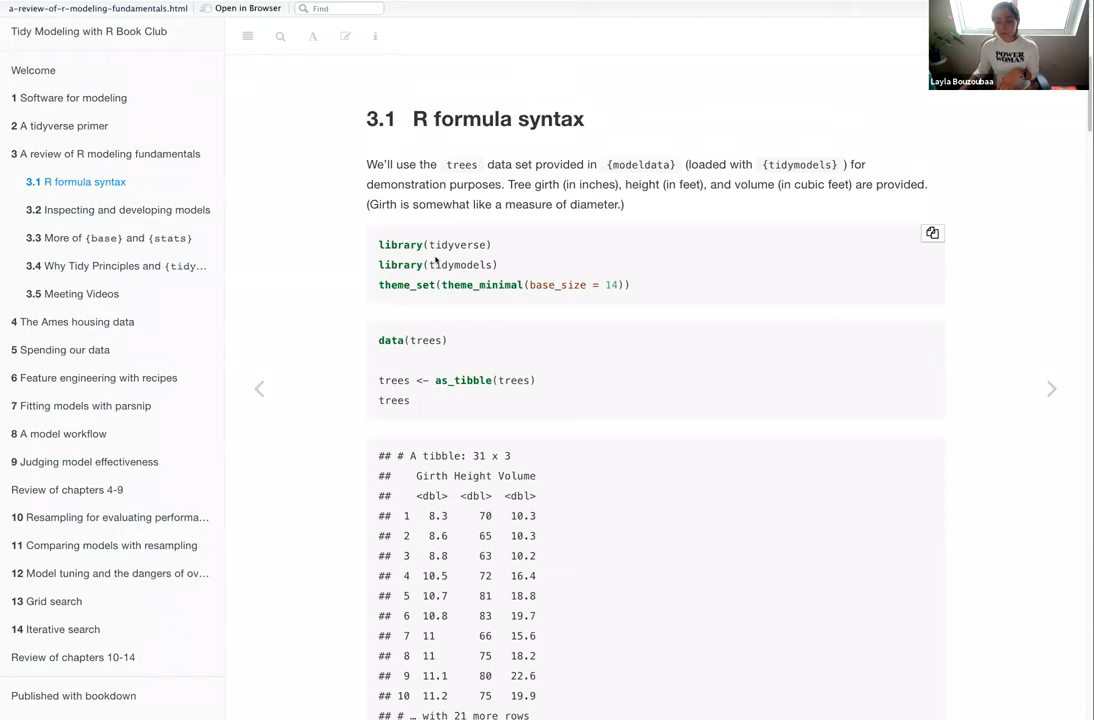 a-review-of-r-modeling-fundamentals.html
Open in Browser
Find
Tidy Modeling with R Book Club
Welcome
1 Software for modeling
2 A tidyverse primer
3 A review of R modeling fundamentals
3.1 R formula syntax
3.2 Inspecting and developing models
3.3 More of {base} and {stats}
3.4 Why Tidy Principles and {tidy…
3.5 Meeting Videos
4 The Ames housing data
5 Spending our data
6 Feature engineering with recipes
7 Fitting models with parsnip
8 A model workflow
9 Judging model effectiveness
Review of chapters 4-9
10 Resampling for evaluating performa…
11 Comparing models with resampling
12 Model tuning and the dangers of ov…
13 Grid search
14 Iterative search
Review of chapters 10-14
Published with bookdown
A
i
3.1 R formula syntax
We'll use the trees data set provided in {modeldata} (loaded with {tidymodels} ) for
demonstration purposes. Tree girth (in inches), height (in feet), and volume (in cubic feet) are provided.
(Girth is somewhat like a measure of diameter.)
library(tidyverse)
library(tidymodels)
theme_set(theme_minimal(base_size = 14))
data(trees)
trees <- as_tibble(trees)
trees
## # A tibble: 31 x 3
##    Girth Height Volume
##    <dbl>  <dbl>  <dbl>
##  1   8.3     70   10.3
##  2   8.6     65   10.3
##  3   8.8     63   10.2
##  4  10.5     72   16.4
##  5  10.7     81   18.8
##  6  10.8     83   19.7
##  7  11       66   15.6
##  8  11       75   18.2
##  9  11.1     80   22.6
## 10  11.2     75   19.9
## # … with 21 more rows
POWER
WOMAN
Layla Bouzoubaa